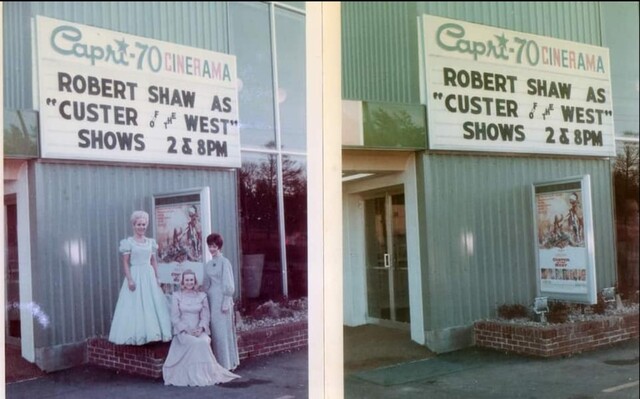 Capri-70 CINERAMA
ROBERT SHAW AS
"CUSTER OF THE WEST"
SHOWS 2 & 8PM
Capri-70 CINERAMA
ROBERT SHAW AS
"CUSTER OF THE WEST"
SHOWS 2 & 8PM